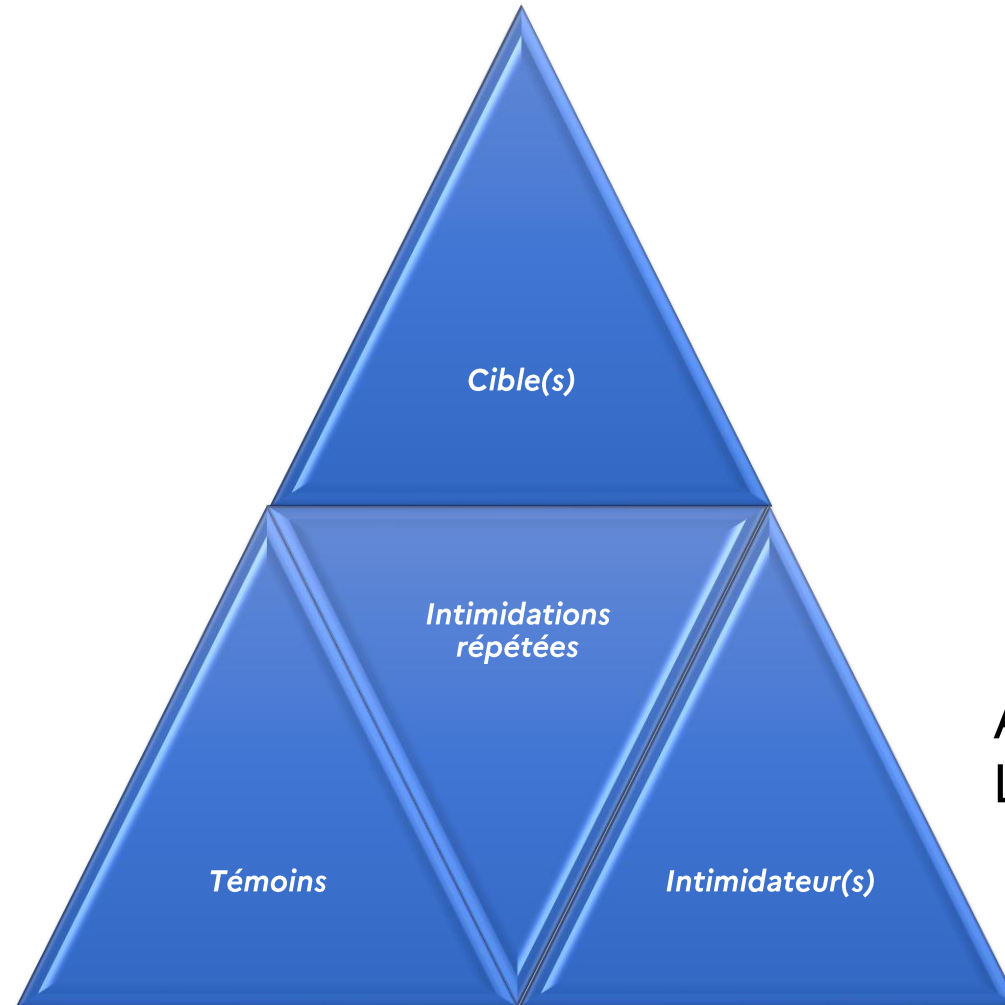 Cible(s)
Intimidations
répétées
Témoins
Intimidateur(s)